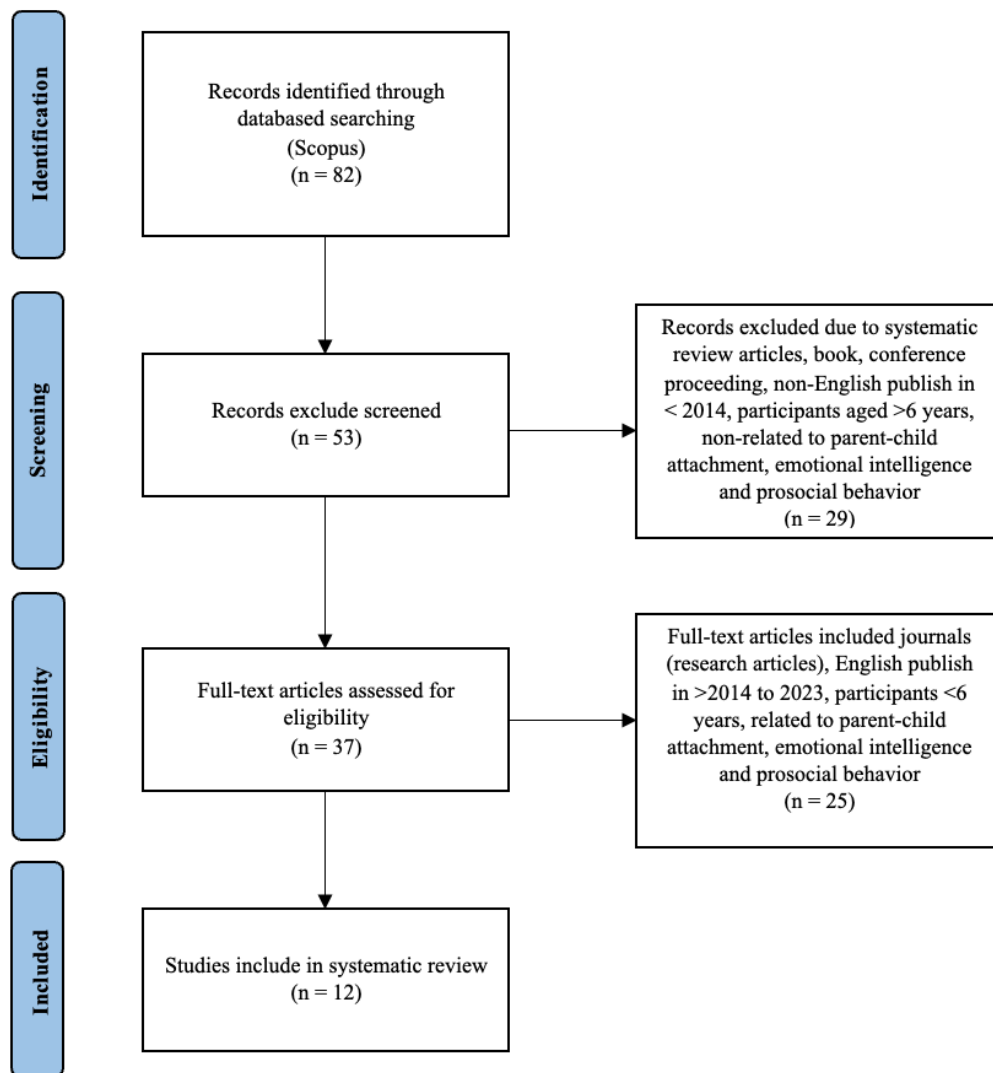 Identification
Records identified through
databased searching
(Scopus)
(n = 82)
Screening
Records exclude screened
(n = 53)
Records excluded due to systematic
review articles, book, conference
proceeding, non-English publish in
< 2014, participants aged >6 years,
non-related to parent-child
attachment, emotional intelligence
and prosocial behavior
(n = 29)
Eligibility
Full-text articles assessed for
eligibility
(n = 37)
Full-text articles included journals
(research articles), English publish
in >2014 to 2023, participants <6
years, related to parent-child
attachment, emotional intelligence
and prosocial behavior
(n = 25)
Included
Studies include in systematic review
(n = 12)